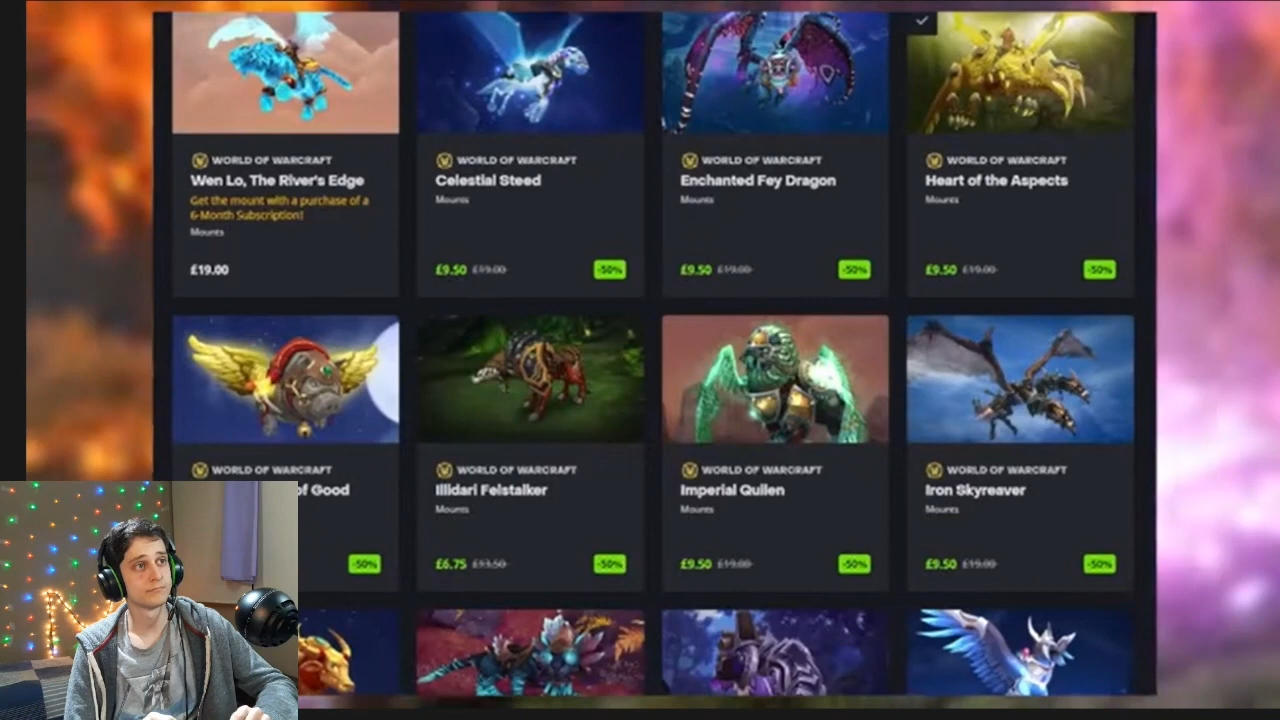 WORLD OF WARCRAFT
Wen Lo, The River's Edge
Get the mount with a purchase of a
6-Month Subscription!
Mounts
£19.00
WORLD OF WARCRAFT
Celestial Steed
Mounts
£9.50 £19.00 -50%
WORLD OF WARCRAFT
Enchanted Fey Dragon
Mounts
£9.50 £19.00 -50%
WORLD OF WARCRAFT
Heart of the Aspects
Mounts
£9.50 £19.00 -50%
WORLD OF WARCRAFT
of Good
-50%
WORLD OF WARCRAFT
Illidari Felstalker
Mounts
£6.75 £13.50 -50%
WORLD OF WARCRAFT
Imperial Quilen
Mounts
£9.50 £19.00 -50%
WORLD OF WARCRAFT
Iron Skyreaver
Mounts
£9.50 £19.00 -50%